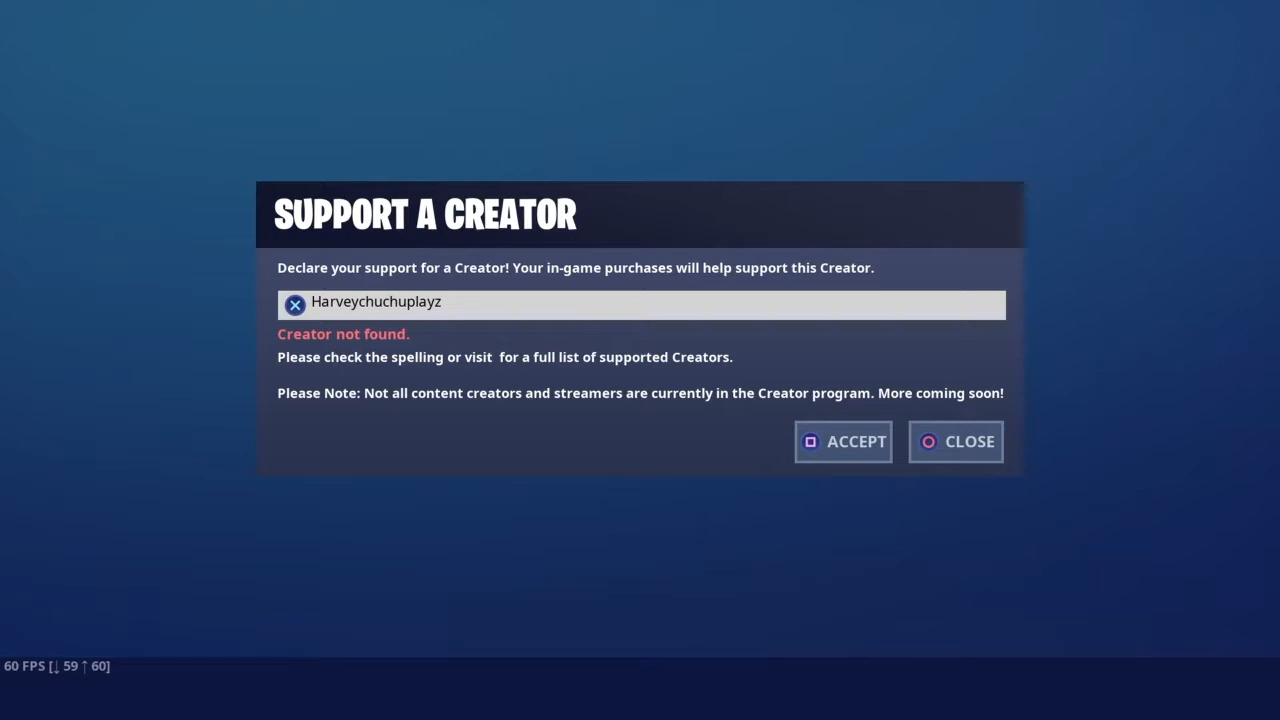 SUPPORT A CREATOR
Declare your support for a Creator! Your in-game purchases will help support this Creator.
Harveychuchuplayz
Creator not found.
Please check the spelling or visit  for a full list of supported Creators.
Please Note: Not all content creators and streamers are currently in the Creator program. More coming soon!
ACCEPT CLOSE
60 FPS [↓ 59 ↑ 60]